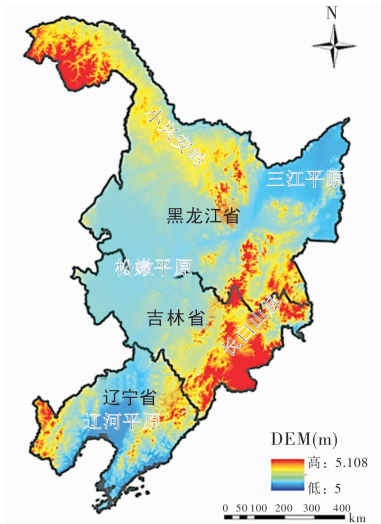 N
小兴安岭
三江平原
黑龙江省
松嫩平原
吉林省
长白山脉
辽宁省
辽河平原
DEM(m)
高: 5.108
低: 5
0 50 100 200 300 400
km